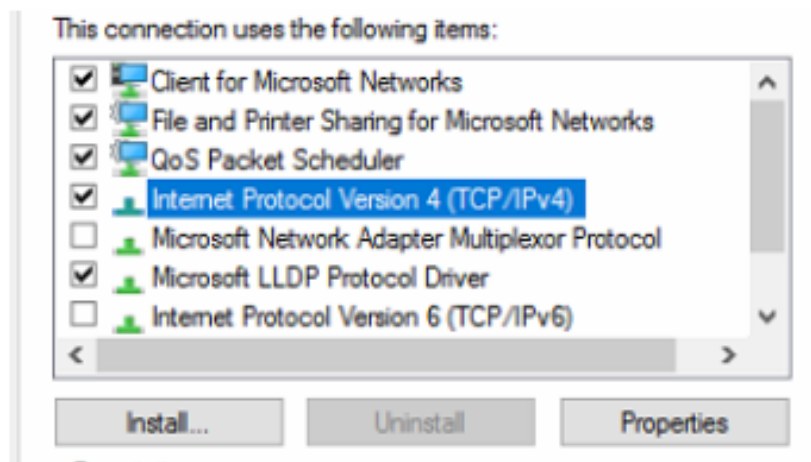 This connection uses the following items:
Client for Microsoft Networks
File and Printer Sharing for Microsoft Networks
QoS Packet Scheduler
Internet Protocol Version 4 (TCP/IPv4)
Microsoft Network Adapter Multiplexor Protocol
Microsoft LLDP Protocol Driver
Internet Protocol Version 6 (TCP/IPv6)
Install... Uninstall Properties